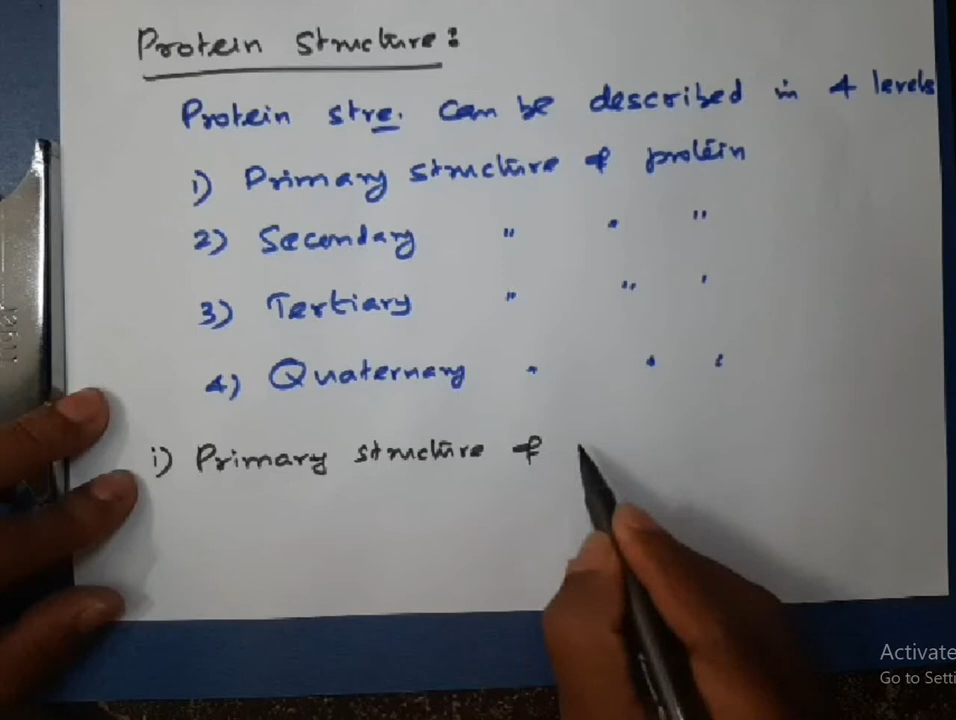 Protein Structure:
Protein stre. can be described in 4 levels
1) Primary structure of protein
2) Secondary " " "
3) Tertiary " " "
4) Quaternary " " "
i) Primary structure of
Activate
Go to Setti